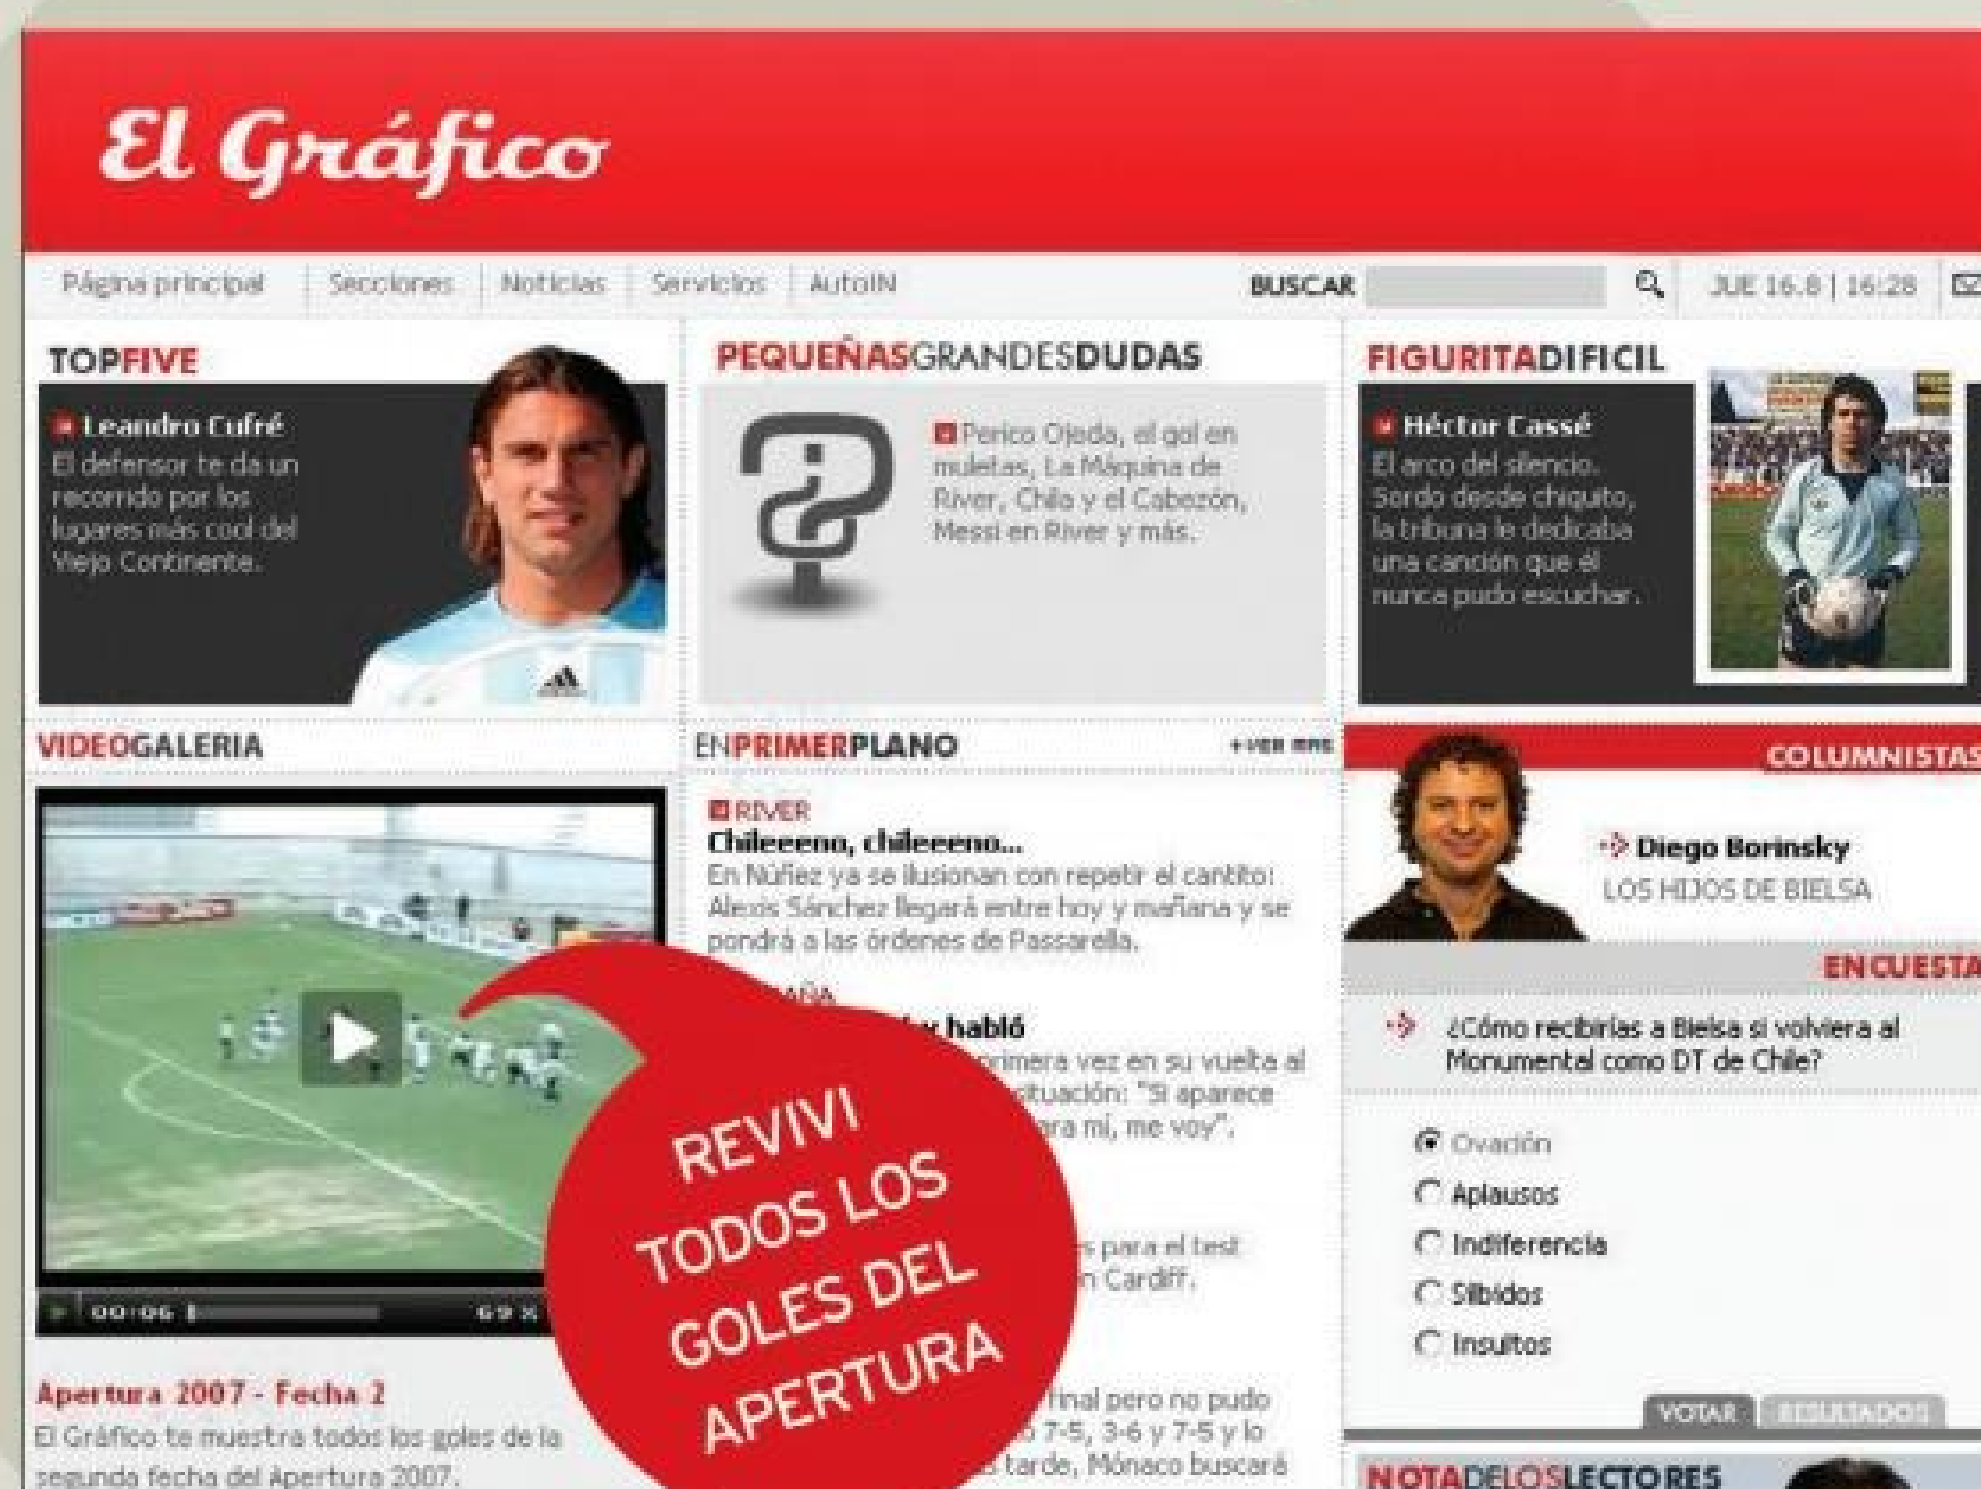 El Gráfico
Página principal
Secciones
Noticias
Servicios
AutoIN
BUSCAR
JUE 16.8 | 16:28
TOPFIVE
Leandro Cufré
El defensor te da un
recorrido por los
lugares más cool del
Viejo Continente.
PEQUEÑASGRANDESDUDAS
Perico Ojeda, el gol en
muletas, La Máquina de
River, Chila y el Cabezón,
Messi en River y más.
FIGURITADIFICIL
Héctor Cassé
El arco del silencio.
Sordo desde chiquito,
la tribuna le dedicaba
una canción que él
nunca pudo escuchar.
VIDEOGALERIA
00:06
69
Apertura 2007 - Fecha 2
El Gráfico te muestra todos los goles de la
segunda fecha del Apertura 2007.
ENPRIMERPLANO
+VER MAS
RIVER
Chileeeno, chileeeno...
En Núñez ya se ilusionan con repetir el cantito:
Alexis Sánchez llegará entre hoy y mañana y se
pondrá a las órdenes de Passarella.
habló
primera vez en su vuelta al
situación: "Si aparece
para mí, me voy".
s para el test
n Cardiff.
final pero no pudo
7-5, 3-6 y 7-5 y lo
tarde, Mónaco buscará
REVIVI
TODOS LOS
GOLES DEL
APERTURA
COLUMNISTAS
Diego Borinsky
LOS HIJOS DE BIELSA
ENCUESTA
¿Cómo recibirías a Bielsa si volviera al
Monumental como DT de Chile?
Ovación
Aplausos
Indiferencia
Silbidos
Insultos
VOTAR
RESULTADOS
NOTADELOSLECTORES